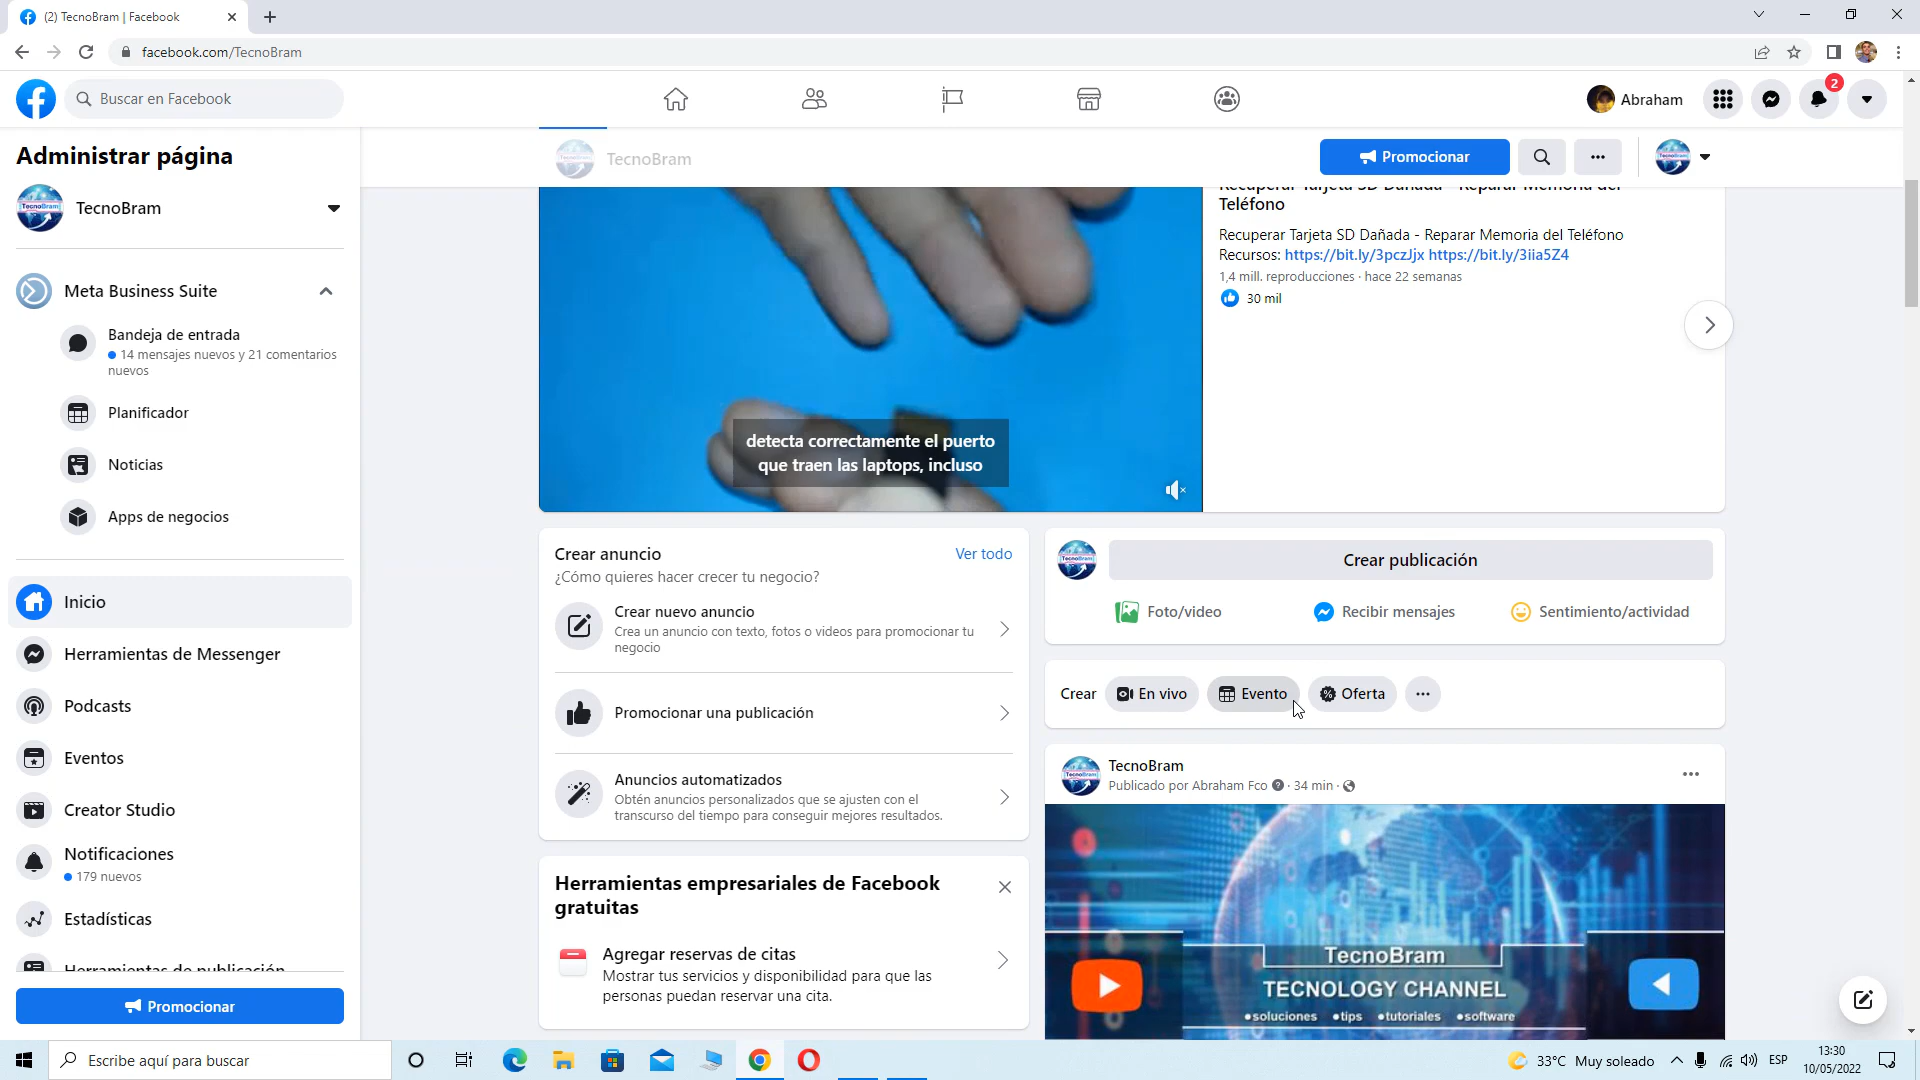 (2) TecnoBram | Facebook
facebook.com/TecnoBram
Buscar en Facebook
Abraham
2
Administrar página
TecnoBram
Meta Business Suite
Bandeja de entrada
14 mensajes nuevos y 21 comentarios
nuevos
Planificador
Noticias
Apps de negocios
Inicio
Herramientas de Messenger
Podcasts
Eventos
Creator Studio
Notificaciones
179 nuevos
Estadísticas
Herramientas de publicación
Promocionar
TecnoBram
Promocionar
Recuperar Tarjeta SD Dañada - Reparar Memoria del
Teléfono
Recuperar Tarjeta SD Dañada - Reparar Memoria del Teléfono
Recursos: https://bit.ly/3pczJjx https://bit.ly/3iia5Z4
1,4 mill. reproducciones · hace 22 semanas
30 mil
detecta correctamente el puerto
que traen las laptops, incluso
Crear anuncio
Ver todo
¿Cómo quieres hacer crecer tu negocio?
Crear nuevo anuncio
Crea un anuncio con texto, fotos o videos para promocionar tu
negocio
Promocionar una publicación
Anuncios automatizados
Obtén anuncios personalizados que se ajusten con el
transcurso del tiempo para conseguir mejores resultados.
Herramientas empresariales de Facebook
gratuitas
Agregar reservas de citas
Mostrar tus servicios y disponibilidad para que las
personas puedan reservar una cita.
Crear publicación
Foto/video
Recibir mensajes
Sentimiento/actividad
Crear
En vivo
Evento
Oferta
TecnoBram
Publicado por Abraham Fco · 34 min ·
TecnoBram
TECNOLOGY CHANNEL
•soluciones •tips •tutoriales •software
Escribe aquí para buscar
33°C Muy soleado
ESP
13:30
10/05/2022